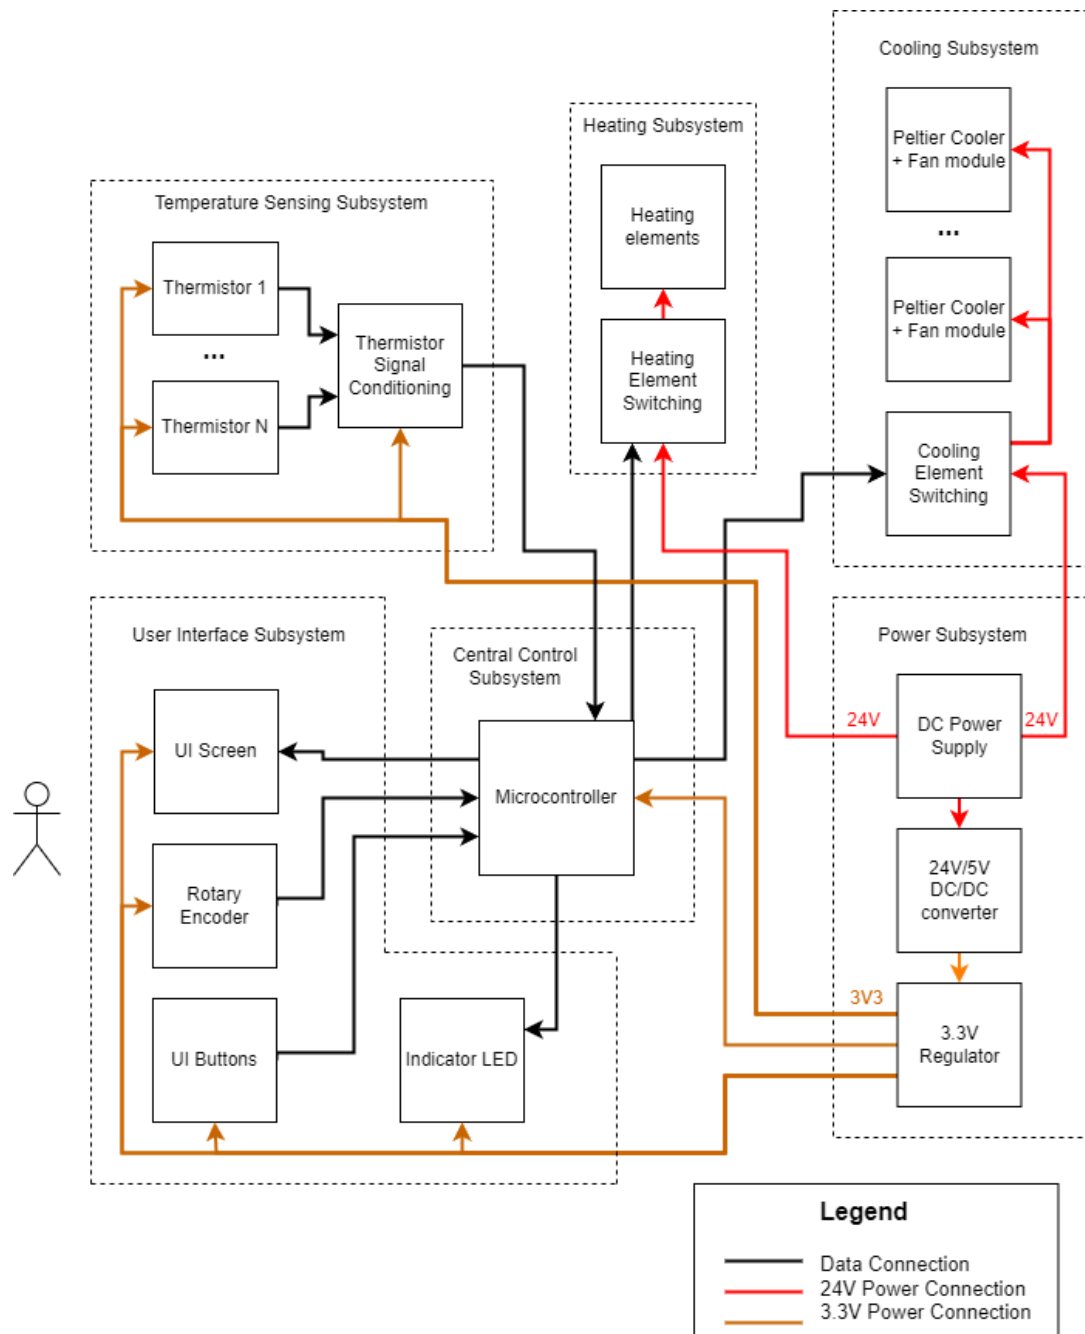 Cooling Subsystem
Peltier Cooler
+ Fan module
...
Peltier Cooler
+ Fan module
Cooling
Element
Switching
Heating Subsystem
Heating
elements
Heating
Element
Switching
Temperature Sensing Subsystem
Thermistor 1
...
Thermistor N
Thermistor
Signal
Conditioning
User Interface Subsystem
UI Screen
Rotary
Encoder
UI Buttons
Indicator LED
Central Control
Subsystem
Microcontroller
Power Subsystem
24V
DC Power
Supply
24V
24V/5V
DC/DC
converter
3V3
3.3V
Regulator
Legend
Data Connection
24V Power Connection
3.3V Power Connection